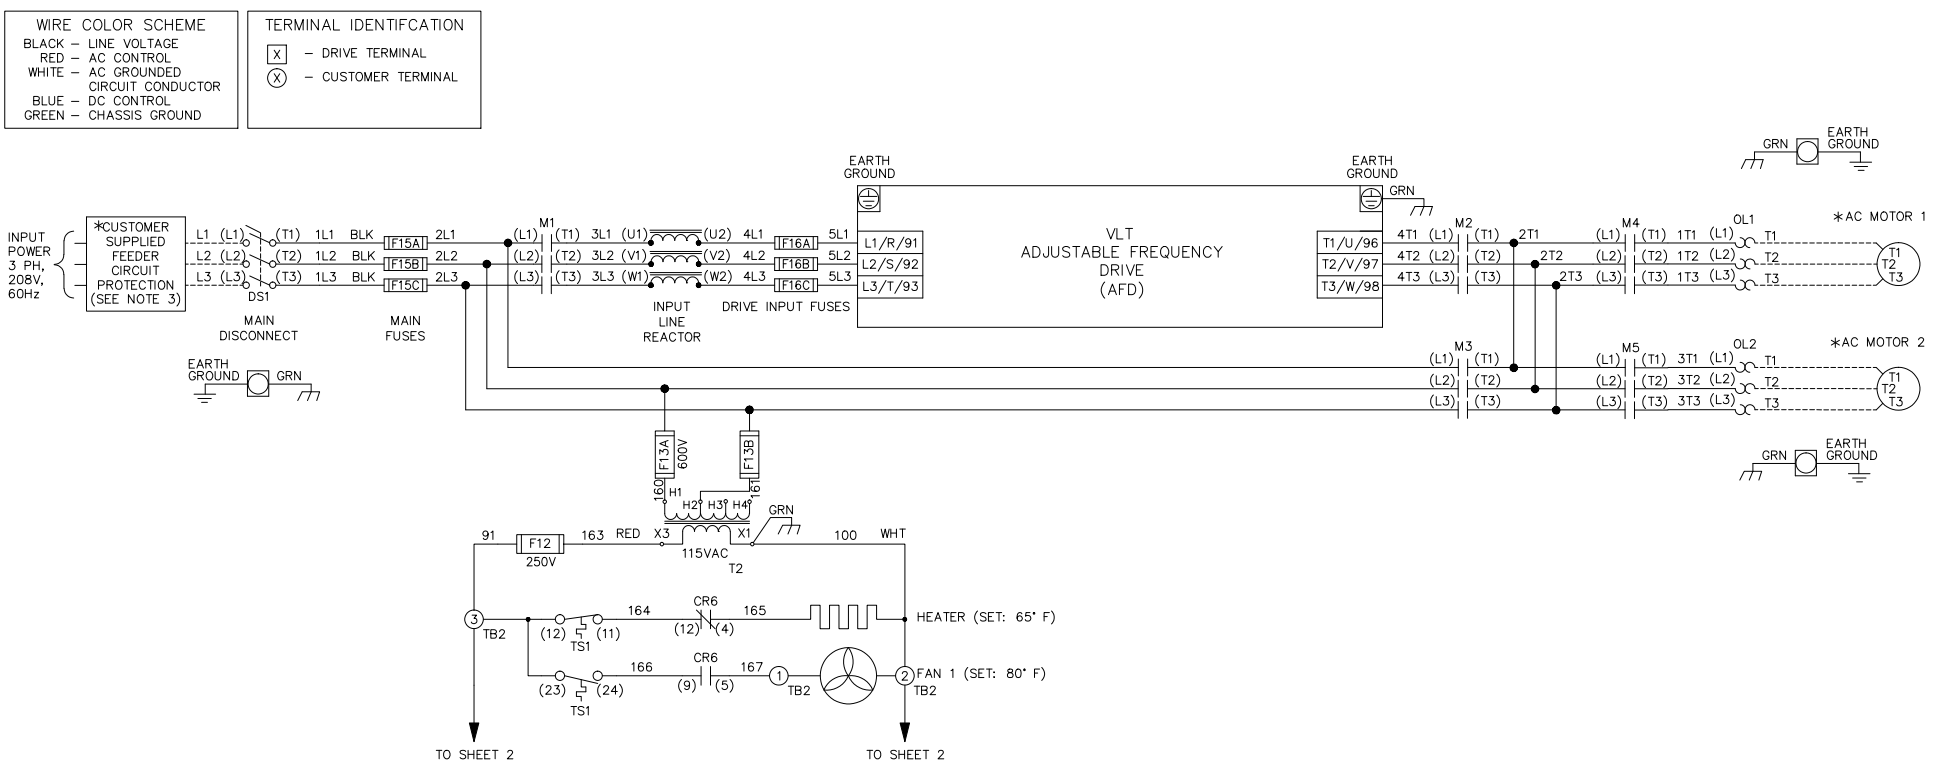 WIRE COLOR SCHEME
BLACK – LINE VOLTAGE
RED – AC CONTROL
WHITE – AC GROUNDED
CIRCUIT CONDUCTOR
BLUE – DC CONTROL
GREEN – CHASSIS GROUND
TERMINAL IDENTIFCATION
X – DRIVE TERMINAL
X – CUSTOMER TERMINAL
INPUT
POWER
3 PH,
208V,
60Hz
*CUSTOMER
SUPPLIED
FEEDER
CIRCUIT
PROTECTION
(SEE NOTE 3)
L1 (L1) (T1) 1L1 BLK F15A 2L1
L2 (L2) (T2) 1L2 BLK F15B 2L2
L3 (L3) (T3) 1L3 BLK F15C 2L3
DS1
MAIN
DISCONNECT
MAIN
FUSES
EARTH
GROUND GRN
M1
(L1) (T1) 3L1 (U1) (U2) 4L1 F16A 5L1
(L2) (T2) 3L2 (V1) (V2) 4L2 F16B 5L2
(L3) (T3) 3L3 (W1) (W2) 4L3 F16C 5L3
INPUT
LINE
REACTOR
DRIVE INPUT FUSES
EARTH
GROUND
L1/R/91
L2/S/92
L3/T/93
VLT
ADJUSTABLE FREQUENCY
DRIVE
(AFD)
EARTH
GROUND
GRN
T1/U/96
T2/V/97
T3/W/98
M2
4T1 (L1) (T1) 2T1
4T2 (L2) (T2) 2T2
4T3 (L3) (T3) 2T3
M4
OL1
(L1) (T1) 1T1 (L1) T1
(L2) (T2) 1T2 (L2) T2
(L3) (T3) 1T3 (L3) T3
*AC MOTOR 1
T1
T2
T3
GRN
EARTH
GROUND
M3
(L1) (T1)
(L2) (T2)
(L3) (T3)
M5
OL2
(L1) (T1) 3T1 (L1) T1
(L2) (T2) 3T2 (L2) T2
(L3) (T3) 3T3 (L3) T3
*AC MOTOR 2
T1
T2
T3
GRN
EARTH
GROUND
F13A
600V
F13B
160
161
H1
H2 H3 H4
GRN
91
F12
250V
163 RED X3
X1
100 WHT
115VAC
T2
3
TB2
(12) (11)
TS1
164
CR6
(12) (4)
165
HEATER (SET: 65° F)
(23) (24)
TS1
166
CR6
(9) (5)
167
1
TB2
2
TB2
FAN 1 (SET: 80° F)
TO SHEET 2
TO SHEET 2